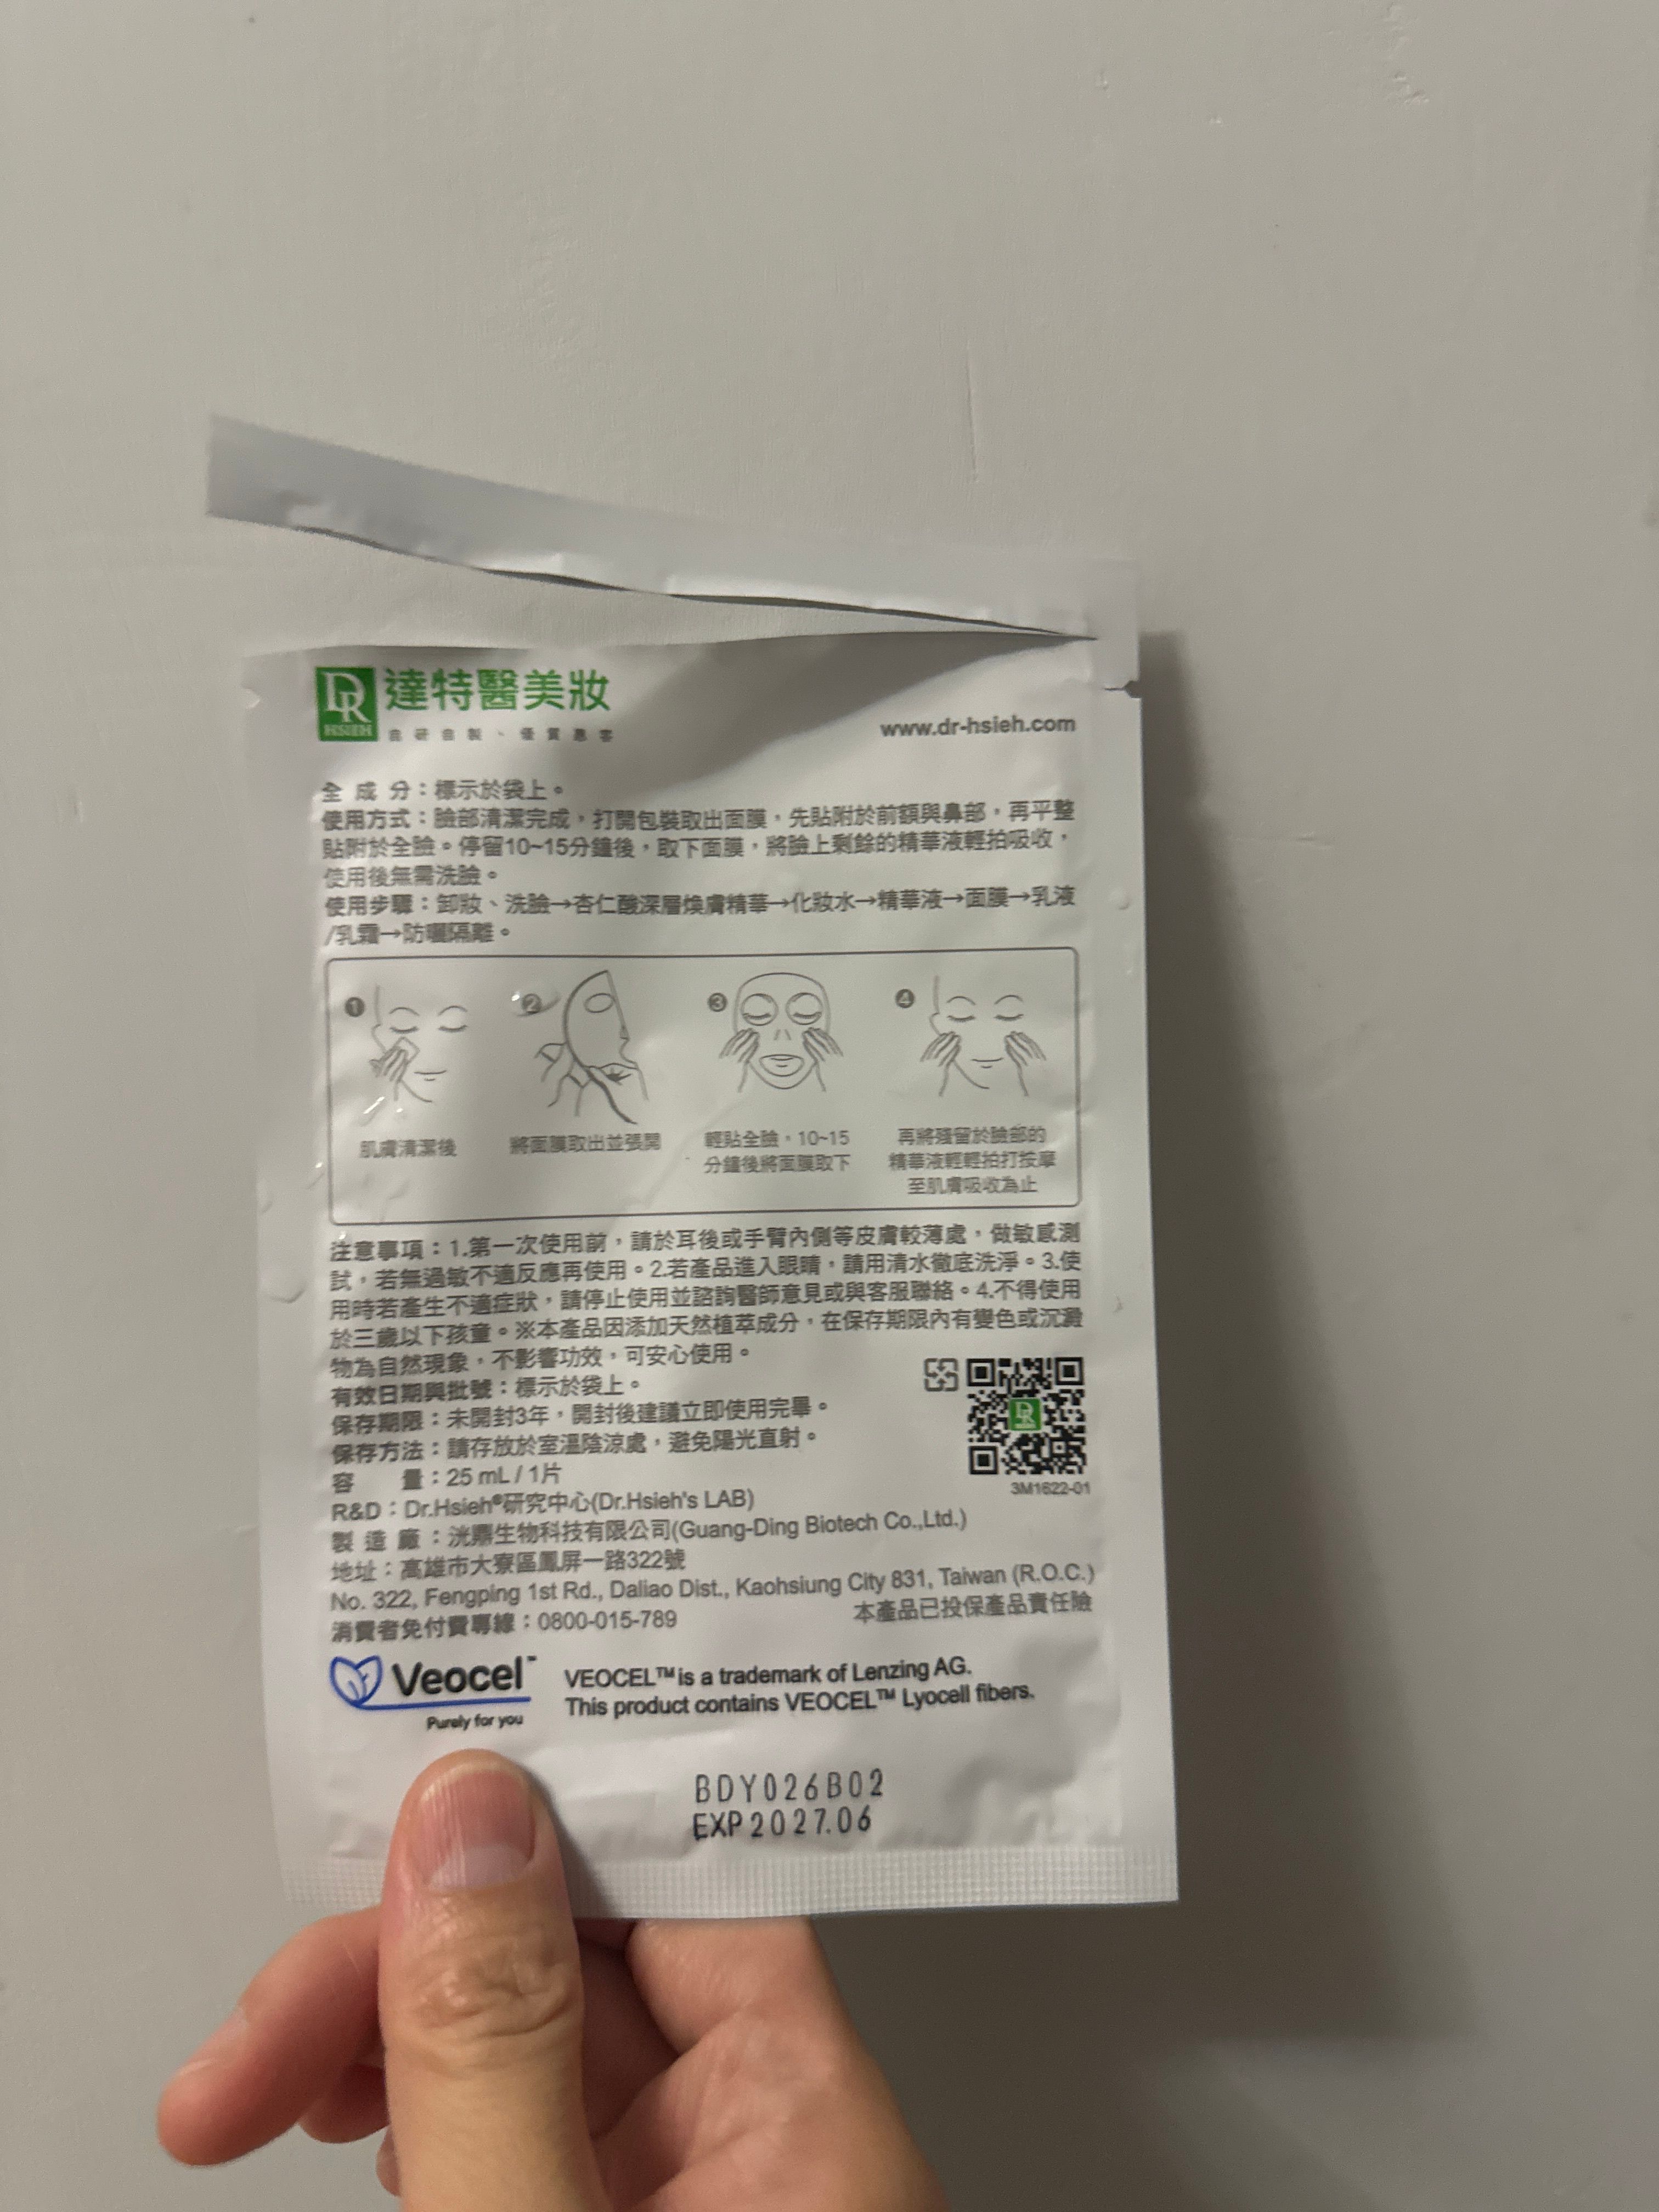 DR
HSIEH
達特醫美妝
自研自製、優質惠客
www.dr-hsieh.com
全成分：標示於袋上。
使用方式：臉部清潔完成，打開包裝取出面膜，先貼附於前額與鼻部，再平整
貼附於全臉。停留10~15分鐘後，取下面膜，將臉上剩餘的精華液輕拍吸收，
使用後無需洗臉。
使用步驟：卸妝、洗臉→杏仁酸深層煥膚精華→化妝水→精華液→面膜→乳液
/乳霜→防曬隔離。
1
肌膚清潔後
2
將面膜取出並張開
3
輕貼全臉，10~15
分鐘後將面膜取下
4
再將殘留於臉部的
精華液輕輕拍打按摩
至肌膚吸收為止
注意事項：1.第一次使用前，請於耳後或手臂內側等皮膚較薄處，做敏感測
試，若無過敏不適反應再使用。2.若產品進入眼睛，請用清水徹底洗淨。3.使
用時若產生不適症狀，請停止使用並諮詢醫師意見或與客服聯絡。4.不得使用
於三歲以下孩童。※本產品因添加天然植萃成分，在保存期限內有變色或沉澱
物為自然現象，不影響功效，可安心使用。
有效日期與批號：標示於袋上。
保存期限：未開封3年，開封後建議立即使用完畢。
保存方法：請存放於室溫陰涼處，避免陽光直射。
容　　量：25 mL / 1片
DR
3M1622-01
R&D：Dr.Hsieh®研究中心(Dr.Hsieh's LAB)
製造廠：洸鼎生物科技有限公司(Guang-Ding Biotech Co.,Ltd.)
地址：高雄市大寮區鳳屏一路322號
No. 322, Fengping 1st Rd., Daliao Dist., Kaohsiung City 831, Taiwan (R.O.C.)
消費者免付費專線：0800-015-789
本產品已投保產品責任險
Veocel™
Purely for you
VEOCEL™ is a trademark of Lenzing AG.
This product contains VEOCEL™ Lyocell fibers.
BDY026B02
EXP2027.06